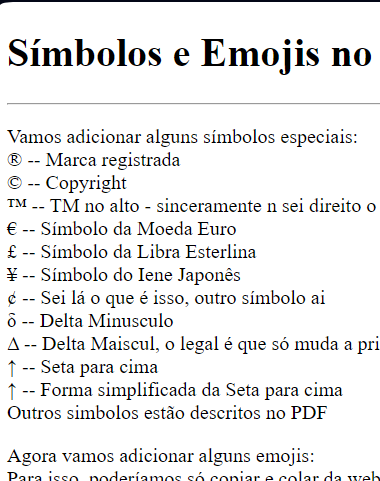 Símbolos e Emojis no
Vamos adicionar alguns símbolos especiais:
® -- Marca registrada
© -- Copyright
™ -- TM no alto - sinceramente n sei direito o
€ -- Símbolo da Moeda Euro
£ -- Símbolo da Libra Esterlina
¥ -- Símbolo do Iene Japonês
¢ -- Sei lá o que é isso, outro símbolo ai
δ -- Delta Minusculo
Δ -- Delta Maiscul, o legal é que só muda a pri
↑ -- Seta para cima
↑ -- Forma simplificada da Seta para cima
Outros simbolos estão descritos no PDF
Agora vamos adicionar alguns emojis:
Para isso, poderíamos só copiar e colar da web